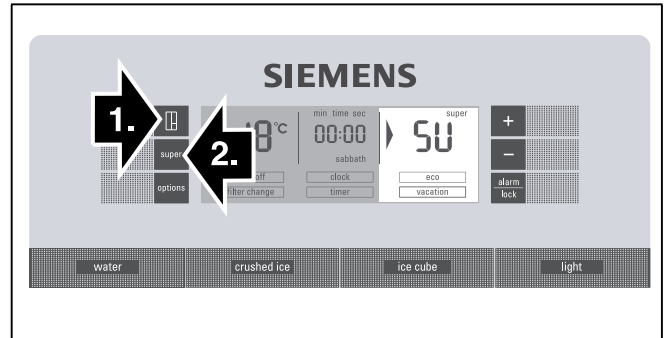 SIEMENS
1.
2.
super
options
°C
min time sec
00:00
sabbath
super
SU
off
clock
eco
filter change
timer
vacation
+
−
alarm
lock
water
crushed ice
ice cube
light